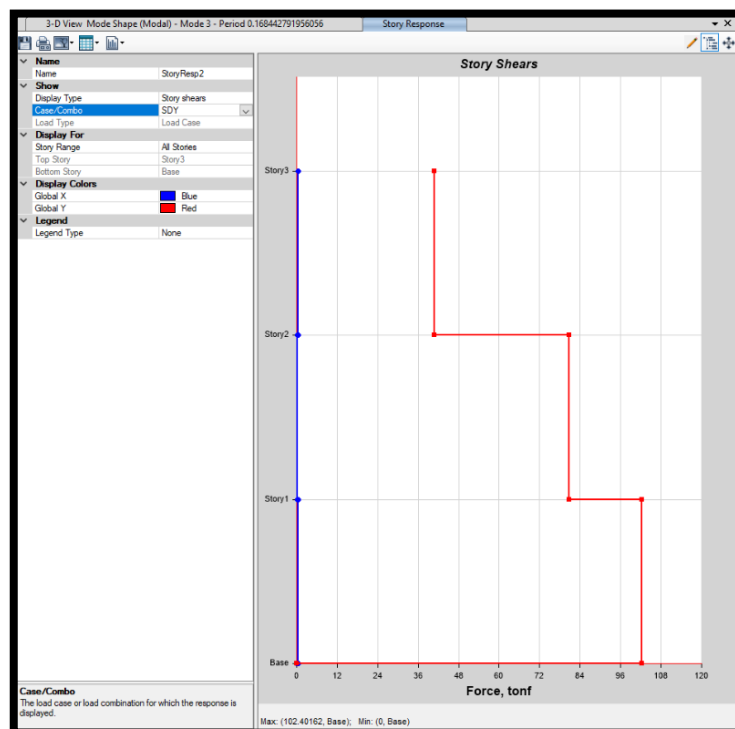 3-D View Mode Shape (Modal) - Mode 3 - Period 0.168442791956056
Story Response
Name
Name StoryResp2
Show
Display Type Story shears
Case/Combo SDY
Load Type Load Case
Display For
Story Range All Stories
Top Story Story3
Bottom Story Base
Display Colors
Global X Blue
Global Y Red
Legend
Legend Type None
Case/Combo
The load case or load combination for which the response is
displayed.
Story Shears
Story3
Story2
Story1
Base
0 12 24 36 48 60 72 84 96 108 120
Force, tonf
Max: (102.40162, Base); Min: (0, Base)